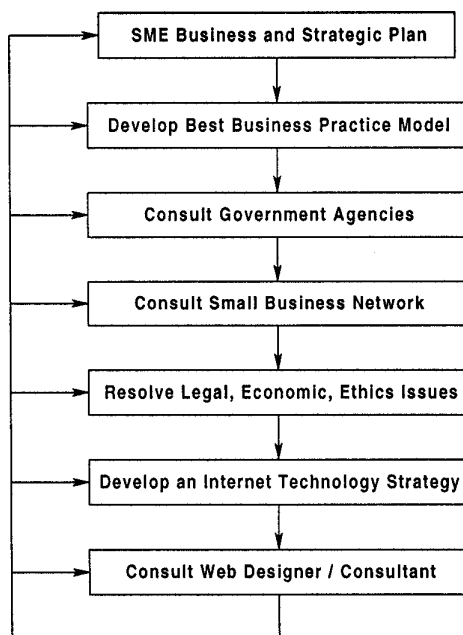 SME Business and Strategic Plan
Develop Best Business Practice Model
Consult Government Agencies
Consult Small Business Network
Resolve Legal, Economic, Ethics Issues
Develop an Internet Technology Strategy
Consult Web Designer / Consultant